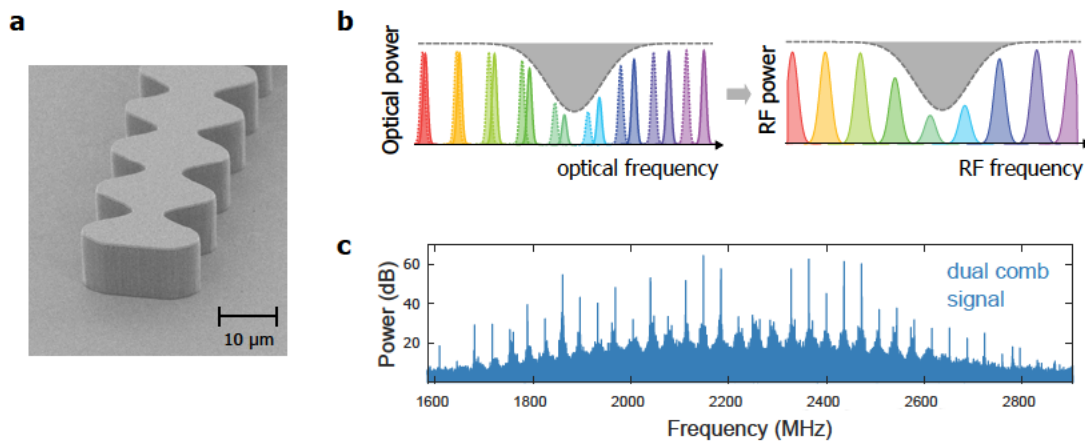 a
10 µm
b
Optical power
optical frequency
RF power
RF frequency
c
Power (dB)
60
40
20
dual comb
signal
1600 1800 2000 2200 2400 2600 2800
Frequency (MHz)